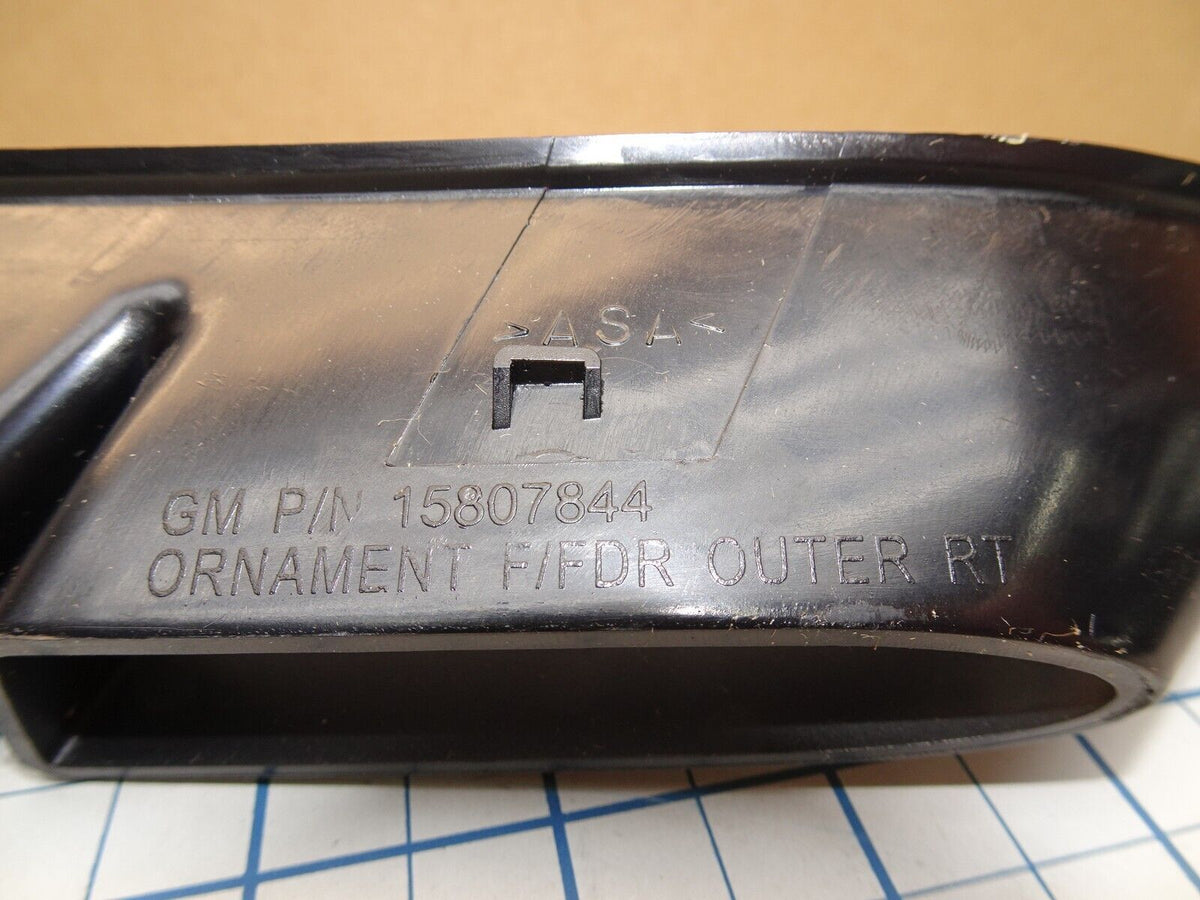 >ASA<
GM P/N 15807844
ORNAMENT F/FDR OUTER RT